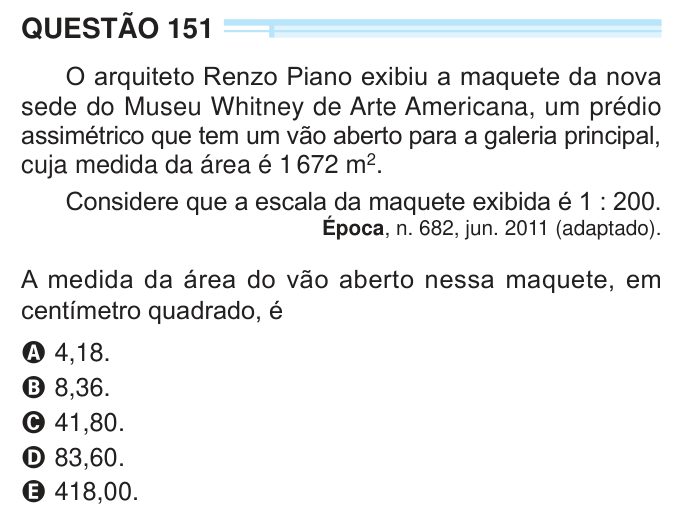 QUESTÃO 151
O arquiteto Renzo Piano exibiu a maquete da nova
sede do Museu Whitney de Arte Americana, um prédio
assimétrico que tem um vão aberto para a galeria principal,
cuja medida da área é 1 672 m².
Considere que a escala da maquete exibida é 1 : 200.
Época, n. 682, jun. 2011 (adaptado).
A medida da área do vão aberto nessa maquete, em
centímetro quadrado, é
A 4,18.
B 8,36.
C 41,80.
D 83,60.
E 418,00.